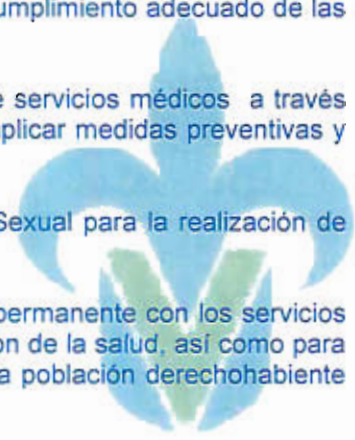 umplimiento adecuado de las
servicios médicos a través
plicar medidas preventivas y
Sexual para la realización de
permanente con los servicios
ón de la salud, así como para
a población derechohabiente